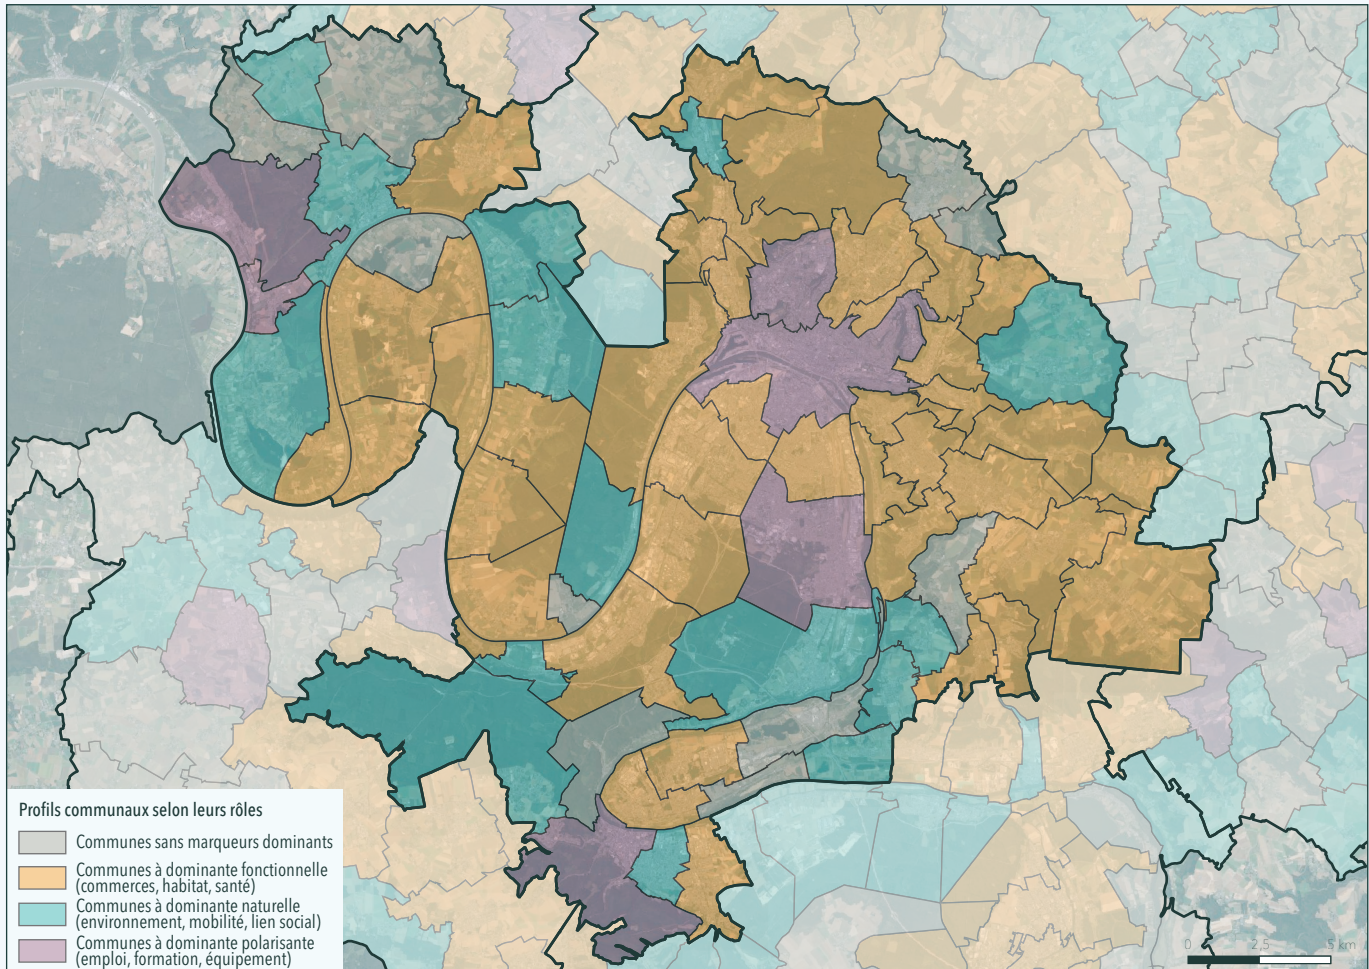 Profils communaux selon leurs rôles
Communes sans marqueurs dominants
Communes à dominante fonctionnelle
(commerces, habitat, santé)
Communes à dominante naturelle
(environnement, mobilité, lien social)
Communes à dominante polarisante
(emploi, formation, équipement)
0 2,5 5 km